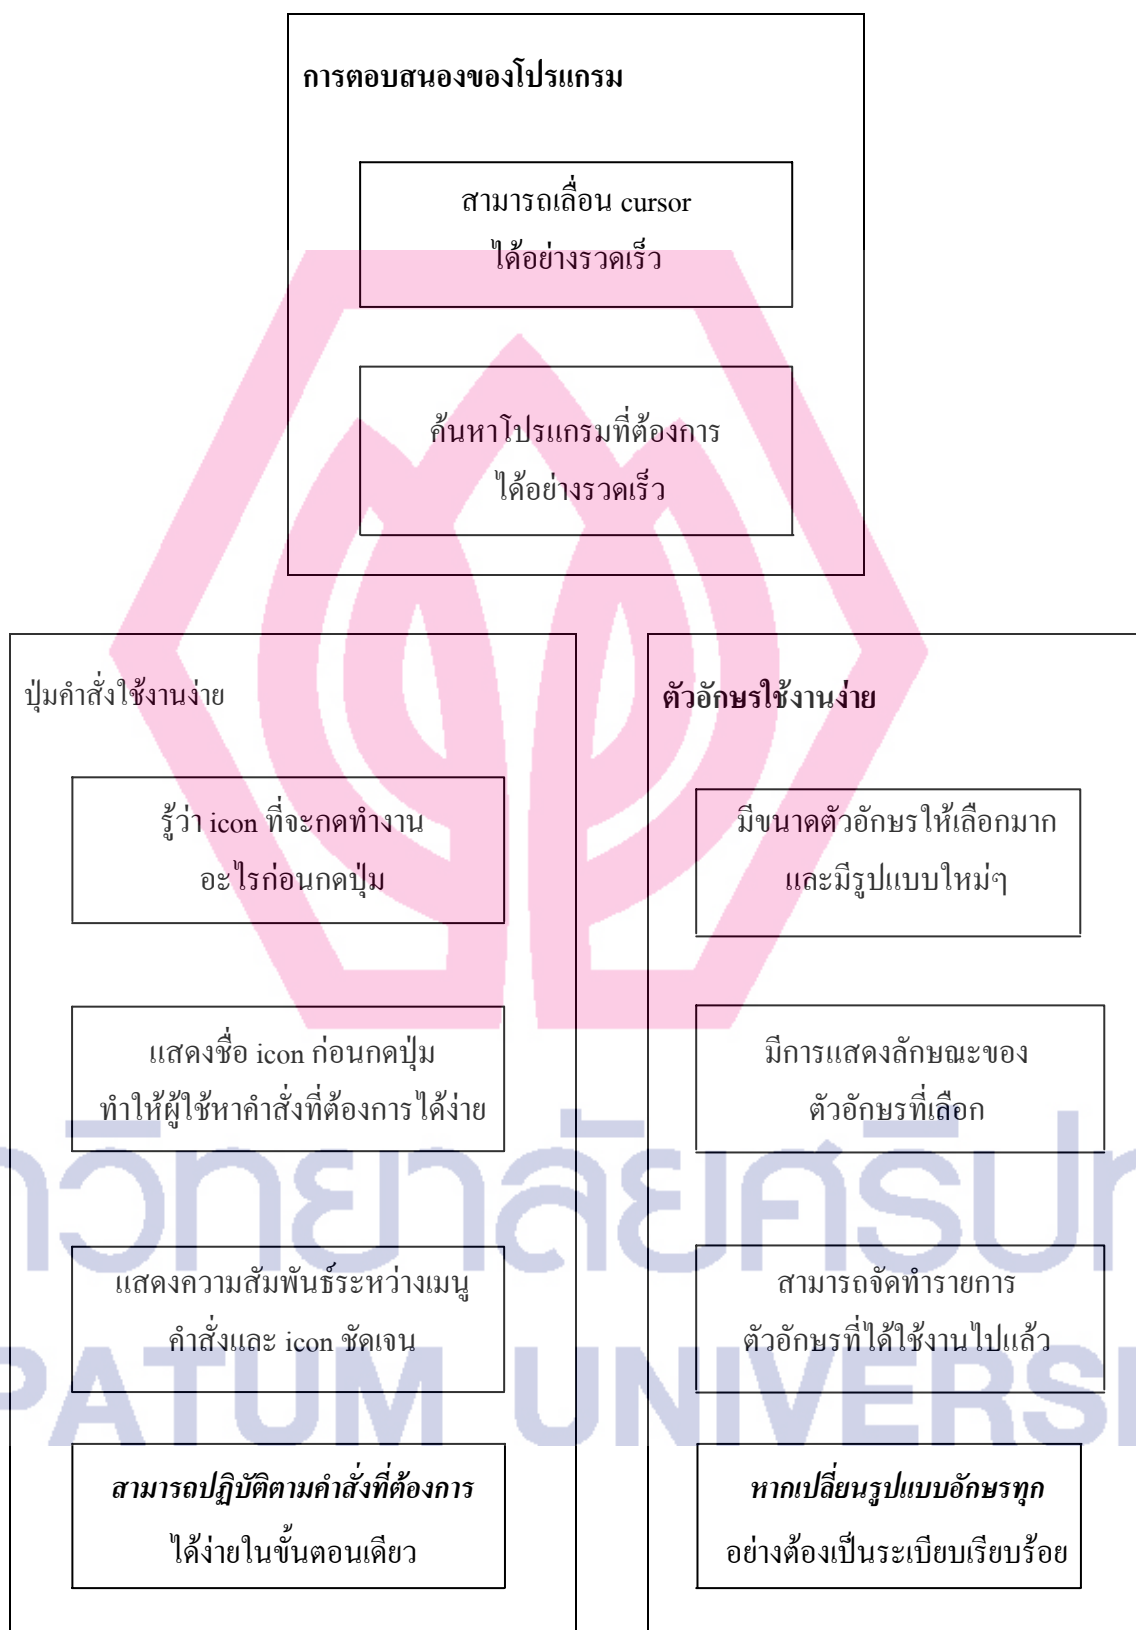 การตอบสนองของโปรแกรม
สามารถเลื่อน cursor
ได้อย่างรวดเร็ว
ค้นหาโปรแกรมที่ต้องการ
ได้อย่างรวดเร็ว
ปุ่มคำสั่งใช้งานง่าย
รู้ว่า icon ที่จะกดทำงาน
อะไรก่อนกดปุ่ม
แสดงชื่อ icon ก่อนกดปุ่ม
ทำให้ผู้ใช้หาคำสั่งที่ต้องการได้ง่าย
แสดงความสัมพันธ์ระหว่างเมนู
คำสั่งและ icon ชัดเจน
สามารถปฏิบัติตามคำสั่งที่ต้องการ
ได้ง่ายในขั้นตอนเดียว
ตัวอักษรใช้งานง่าย
มีขนาดตัวอักษรให้เลือกมาก
และมีรูปแบบใหม่ๆ
มีการแสดงลักษณะของ
ตัวอักษรที่เลือก
สามารถจัดทำรายการ
ตัวอักษรที่ได้ใช้งานไปแล้ว
หากเปลี่ยนรูปแบบอักษรทุก
อย่างต้องเป็นระเบียบเรียบร้อย
าวิทยาลัยศรีปท
PATUM UNIVERSI